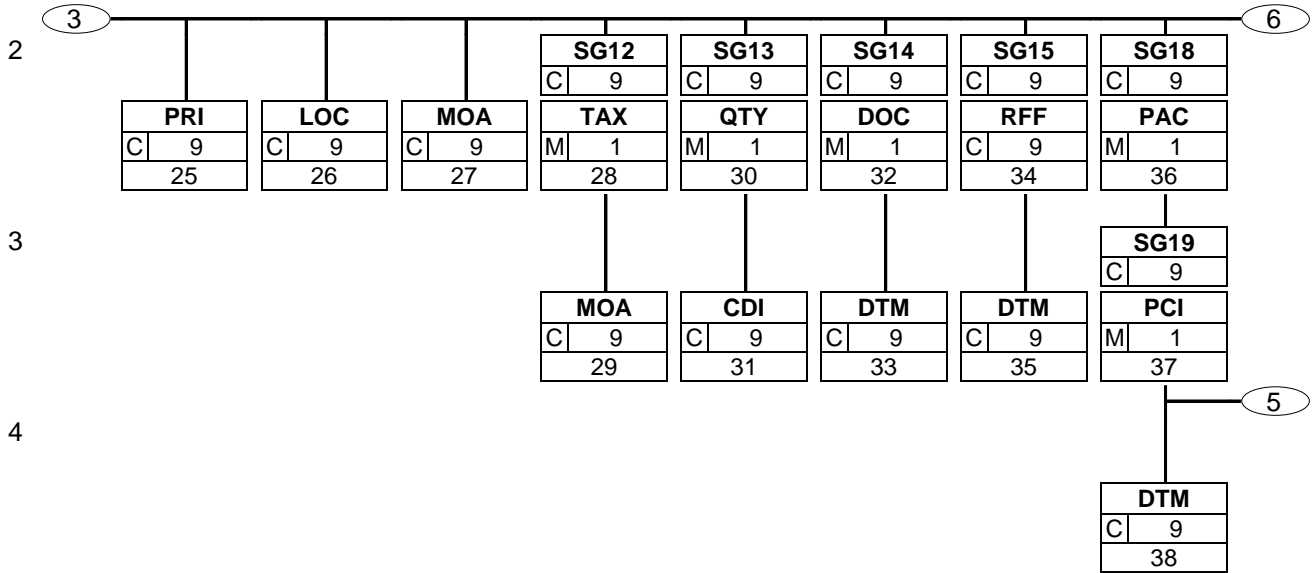 3 6
2 SG12 SG13 SG14 SG15 SG18
C 9 C 9 C 9 C 9 C 9
PRI LOC MOA TAX QTY DOC RFF PAC
C 9 C 9 C 9 M 1 M 1 M 1 C 9 M 1
25 26 27 28 30 32 34 36
3 SG19
C 9
MOA CDI DTM DTM PCI
C 9 C 9 C 9 C 9 M 1
29 31 33 35 37
5
4
DTM
C 9
38